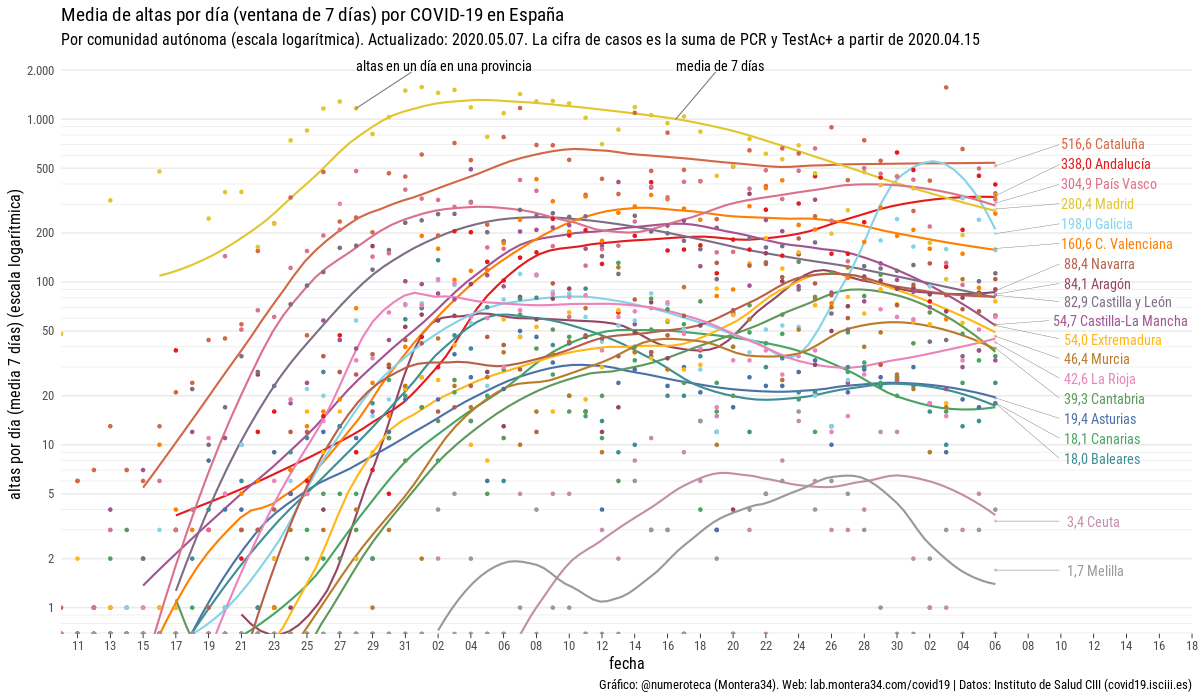 Media de altas por día (ventana de 7 días) por COVID-19 en España
Por comunidad autónoma (escala logarítmica). Actualizado: 2020.05.07. La cifra de casos es la suma de PCR y TestAc+ a partir de 2020.04.15
altas en un día en una provincia
media de 7 días
altas por día (media 7 días) (escala logarítmica)
2.000
1.000
500
200
100
50
20
10
5
2
1
516,6 Cataluña
338,0 Andalucía
304,9 País Vasco
280,4 Madrid
198,0 Galicia
160,6 C. Valenciana
88,4 Navarra
84,1 Aragón
82,9 Castilla y León
54,7 Castilla-La Mancha
54,0 Extremadura
46,4 Murcia
42,6 La Rioja
39,3 Cantabria
19,4 Asturias
18,1 Canarias
18,0 Baleares
3,4 Ceuta
1,7 Melilla
11 13 15 17 19 21 23 25 27 29 31 02 04 06 08 10 12 14 16 18 20 22 24 26 28 30 02 04 06 08 10 12 14 16 18
fecha
Gráfico: @numeroteca (Montera34). Web: lab.montera34.com/covid19 | Datos: Instituto de Salud CIII (covid19.isciii.es)